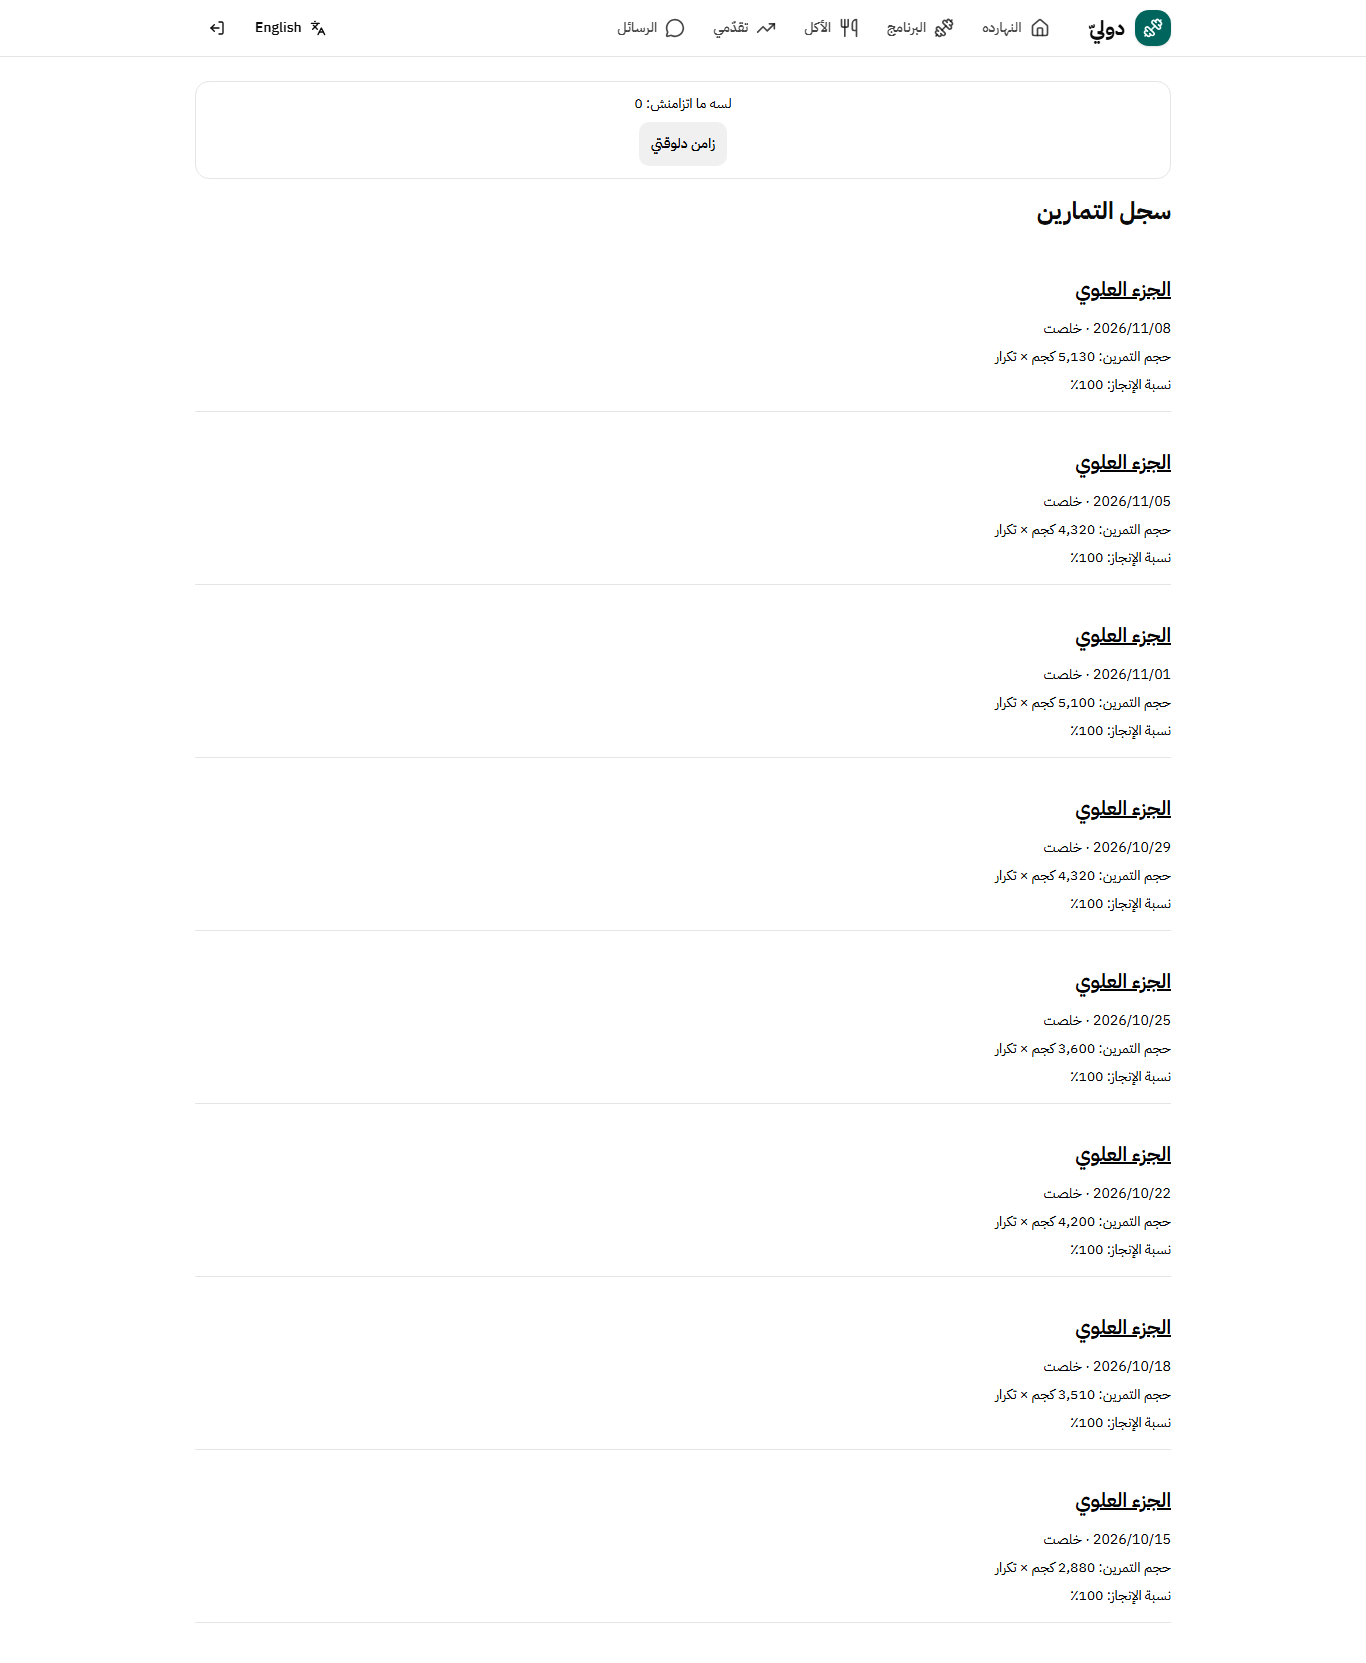 دوليّ
النهارده
البرنامج
الأكل
تقدّمي
الرسائل
English
لسه ما اتزامنش: 0
زامن دلوقتي
سجل التمارين
الجزء العلوي
2026/11/08 · خلصت
حجم التمرين: 5,130 كجم × تكرار
نسبة الإنجاز: 100٪
الجزء العلوي
2026/11/05 · خلصت
حجم التمرين: 4,320 كجم × تكرار
نسبة الإنجاز: 100٪
الجزء العلوي
2026/11/01 · خلصت
حجم التمرين: 5,100 كجم × تكرار
نسبة الإنجاز: 100٪
الجزء العلوي
2026/10/29 · خلصت
حجم التمرين: 4,320 كجم × تكرار
نسبة الإنجاز: 100٪
الجزء العلوي
2026/10/25 · خلصت
حجم التمرين: 3,600 كجم × تكرار
نسبة الإنجاز: 100٪
الجزء العلوي
2026/10/22 · خلصت
حجم التمرين: 4,200 كجم × تكرار
نسبة الإنجاز: 100٪
الجزء العلوي
2026/10/18 · خلصت
حجم التمرين: 3,510 كجم × تكرار
نسبة الإنجاز: 100٪
الجزء العلوي
2026/10/15 · خلصت
حجم التمرين: 2,880 كجم × تكرار
نسبة الإنجاز: 100٪